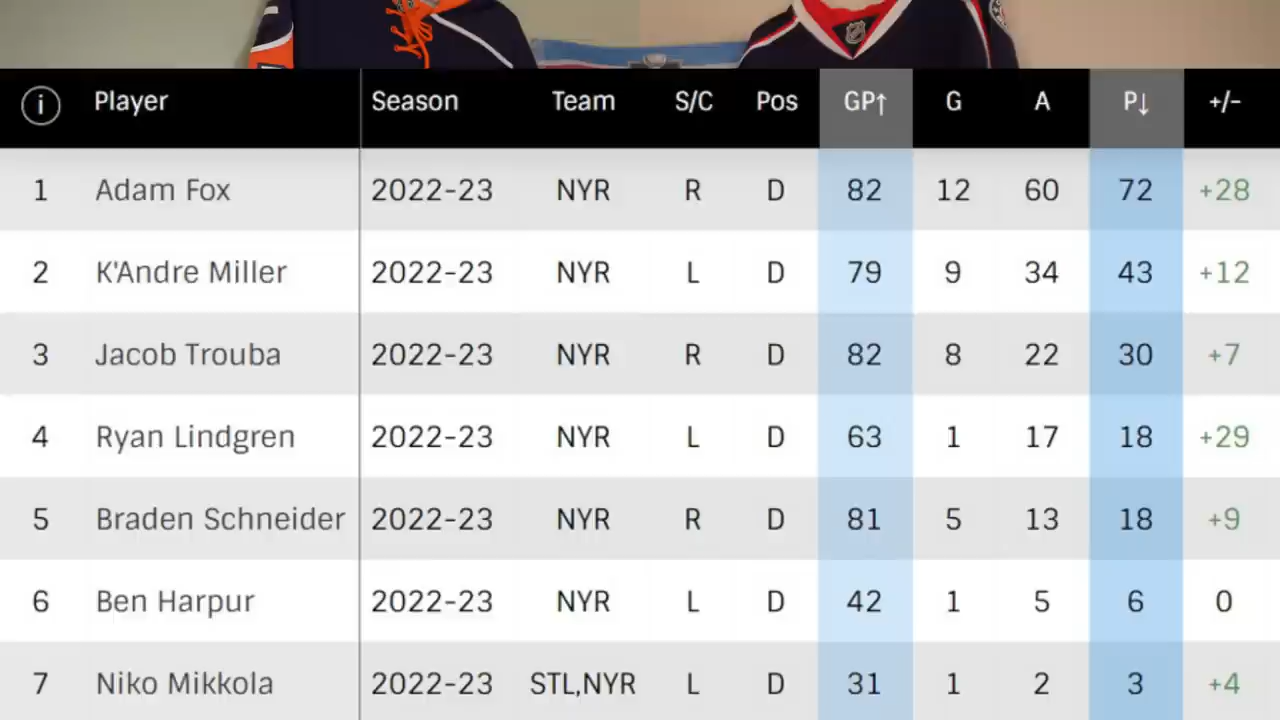 i Player Season Team S/C Pos GP↑ G A P↓ +/-
1 Adam Fox 2022-23 NYR R D 82 12 60 72 +28
2 K'Andre Miller 2022-23 NYR L D 79 9 34 43 +12
3 Jacob Trouba 2022-23 NYR R D 82 8 22 30 +7
4 Ryan Lindgren 2022-23 NYR L D 63 1 17 18 +29
5 Braden Schneider 2022-23 NYR R D 81 5 13 18 +9
6 Ben Harpur 2022-23 NYR L D 42 1 5 6 0
7 Niko Mikkola 2022-23 STL,NYR L D 31 1 2 3 +4